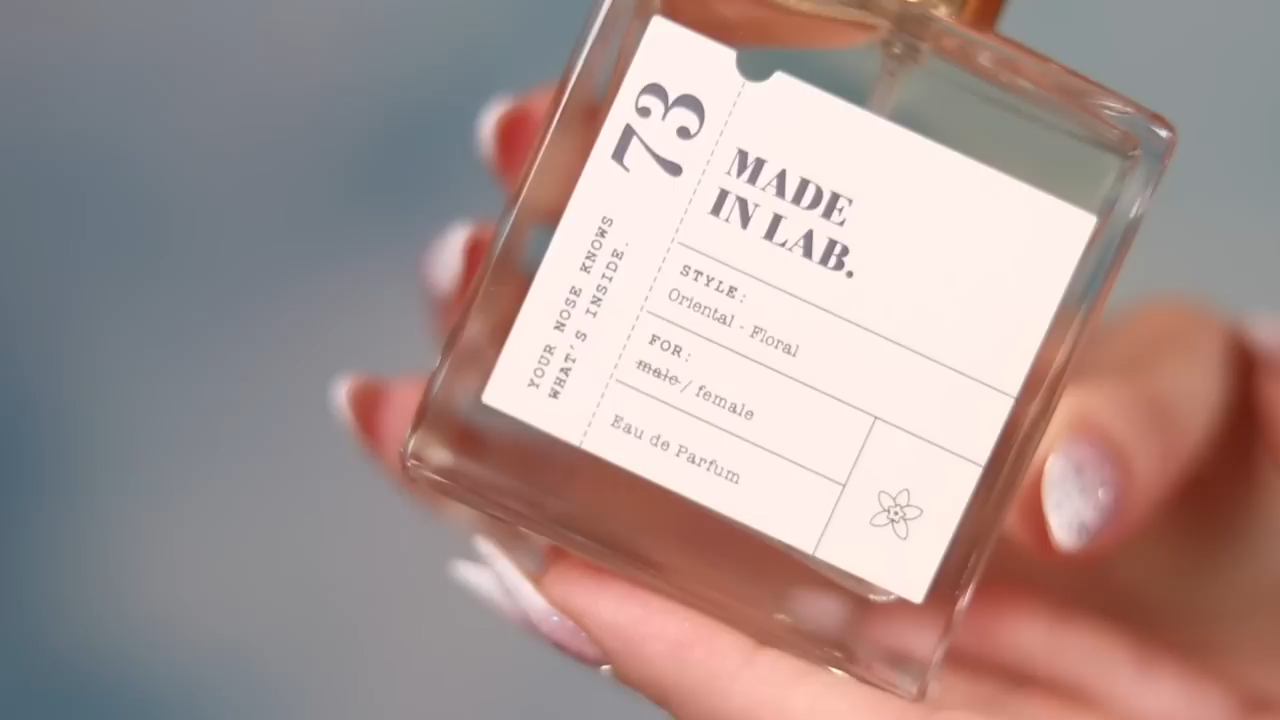 73
YOUR NOSE KNOWS
WHAT'S INSIDE.
MADE
IN LAB.
STYLE:
Oriental - Floral
FOR:
male / female
Eau de Parfum